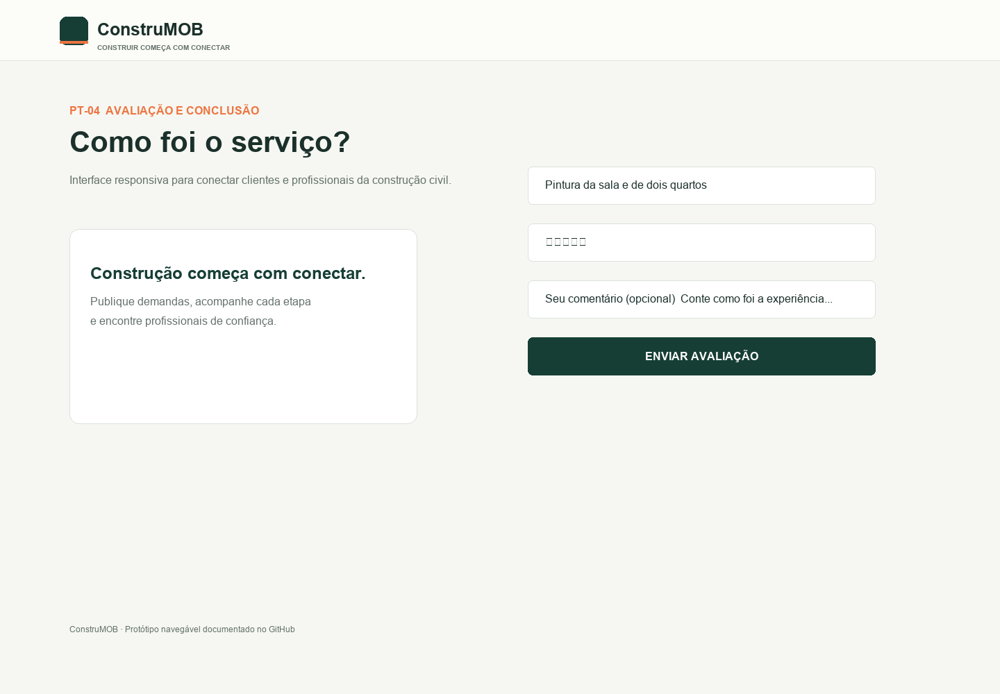 ConstruMOB
CONSTRUIR COMEÇA COM CONECTAR
PT-04 AVALIAÇÃO E CONCLUSÃO
Como foi o serviço?
Interface responsiva para conectar clientes e profissionais da construção civil.
Construção começa com conectar.
Publique demandas, acompanhe cada etapa
e encontre profissionais de confiança.
Pintura da sala e de dois quartos
□□□□□
Seu comentário (opcional) Conte como foi a experiência...
ENVIAR AVALIAÇÃO
ConstruMOB · Protótipo navegável documentado no GitHub